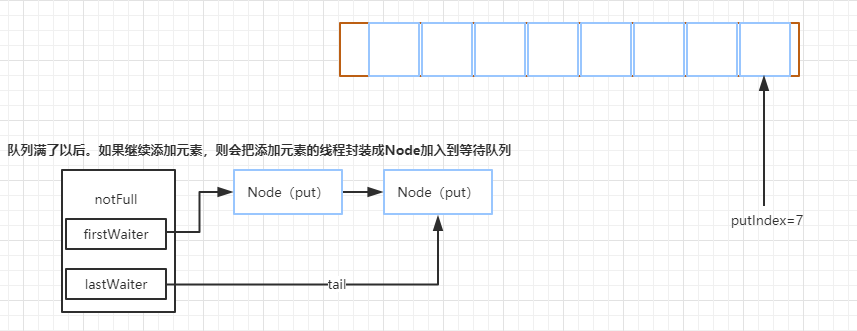 队列满了以后。如果继续添加元素，则会把添加元素的线程封装成Node加入到等待队列
notFull
firstWaiter
lastWaiter
Node（put）
Node（put）
tail
putIndex=7